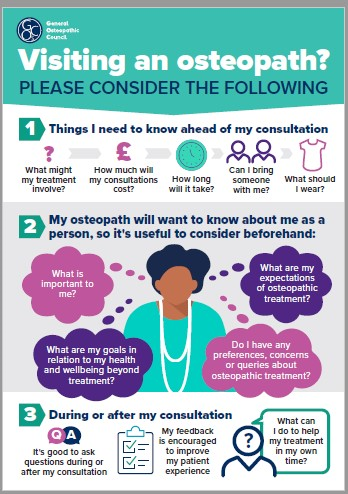 General
Osteopathic
Council
Visiting an osteopath?
PLEASE CONSIDER THE FOLLOWING
1 Things I need to know ahead of my consultation
?
What might
my treatment
involve?
£
How much will
my consultations
cost?
How long
will it take?
Can I bring
someone
with me?
What should
I wear?
2 My osteopath will want to know about me as a
person, so it's useful to consider beforehand:
What is
important to
me?
What are my
expectations
of osteopathic
treatment?
What are my goals in
relation to my health
and wellbeing beyond
treatment?
Do I have any
preferences, concerns
or queries about
osteopathic treatment?
3 During or after my consultation
Q A
It's good to ask
questions during or
after my consultation
My feedback
is encouraged
to improve
my patient
experience
?
What can
I do to help
my treatment
in my own
time?